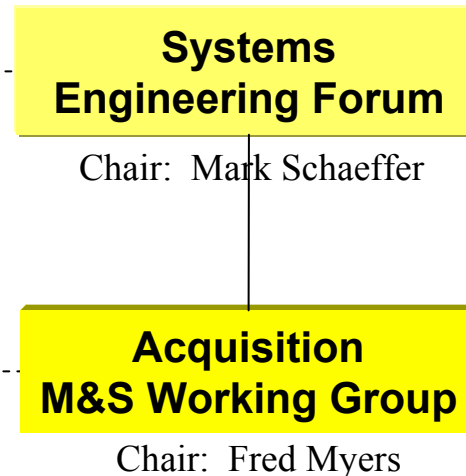 Systems
Engineering Forum
Chair: Mark Schaeffer
Acquisition
M&S Working Group
Chair: Fred Myers